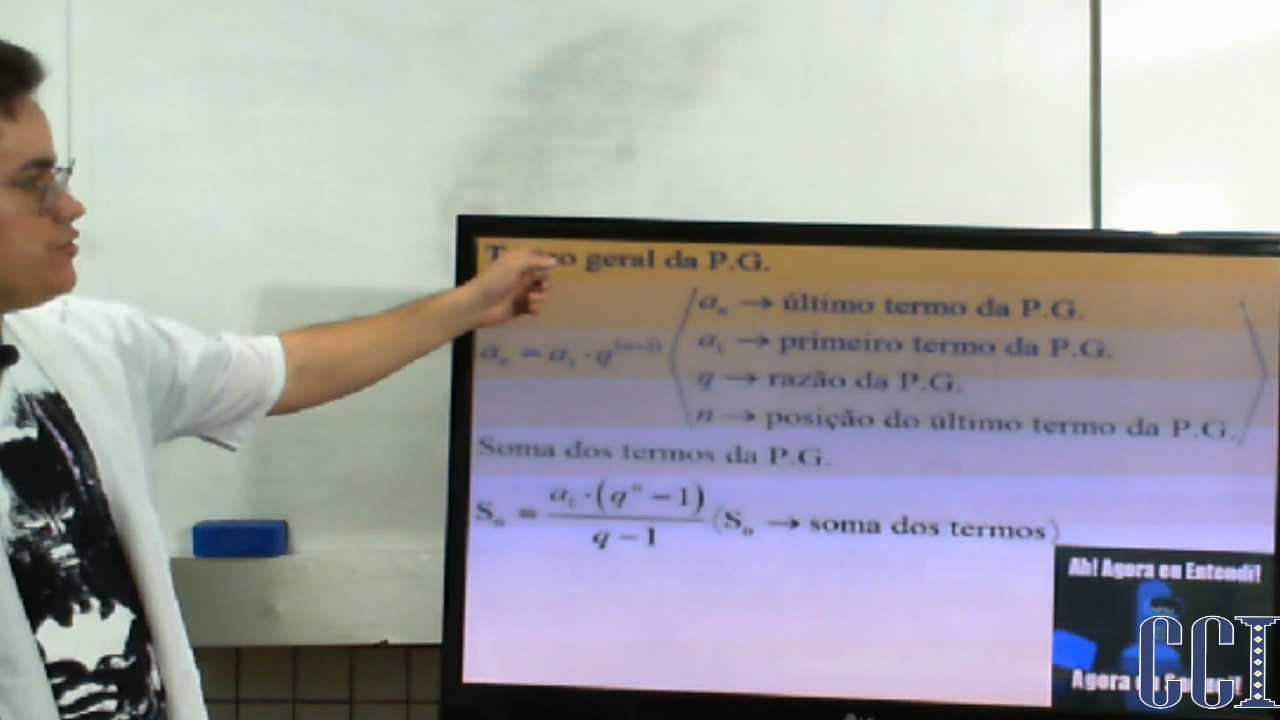 geral da P.G.
aₙ → último termo da P.G.
aₙ = a₁ · q⁽ⁿ⁻¹⁾
a₁ → primeiro termo da P.G.
q → razão da P.G.
n → posição do último termo da P.G.
Soma dos termos da P.G.
Sₙ = a₁ · (qⁿ − 1) / q − 1 ⟨Sₙ → soma dos termos⟩
Ah! Agora eu Entendi!
Agora
CCI